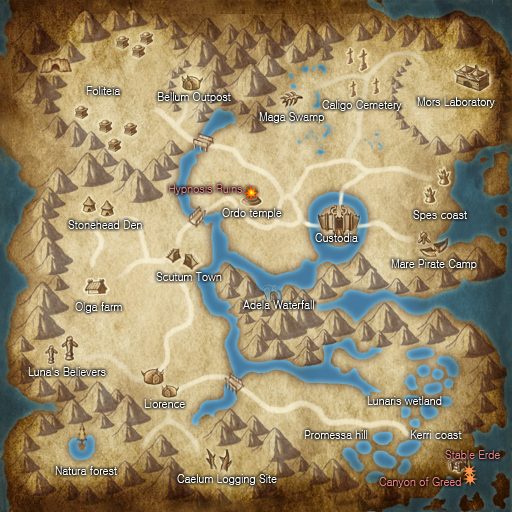 Foliteia
Bellum Outpost
Maga Swamp
Caligo Cemetery
Mors Laboratory
Hypnosis Ruins
Ordo temple
Stonehead Den
Custodia
Spes coast
Mare Pirate Camp
Scutum Town
Olga farm
Adela Waterfall
Luna's Believers
Liorence
Lunaris wetland
Promessa hill
Kerri coast
Natura forest
Caelum Logging Site
Stable Erde
Canyon of Greed